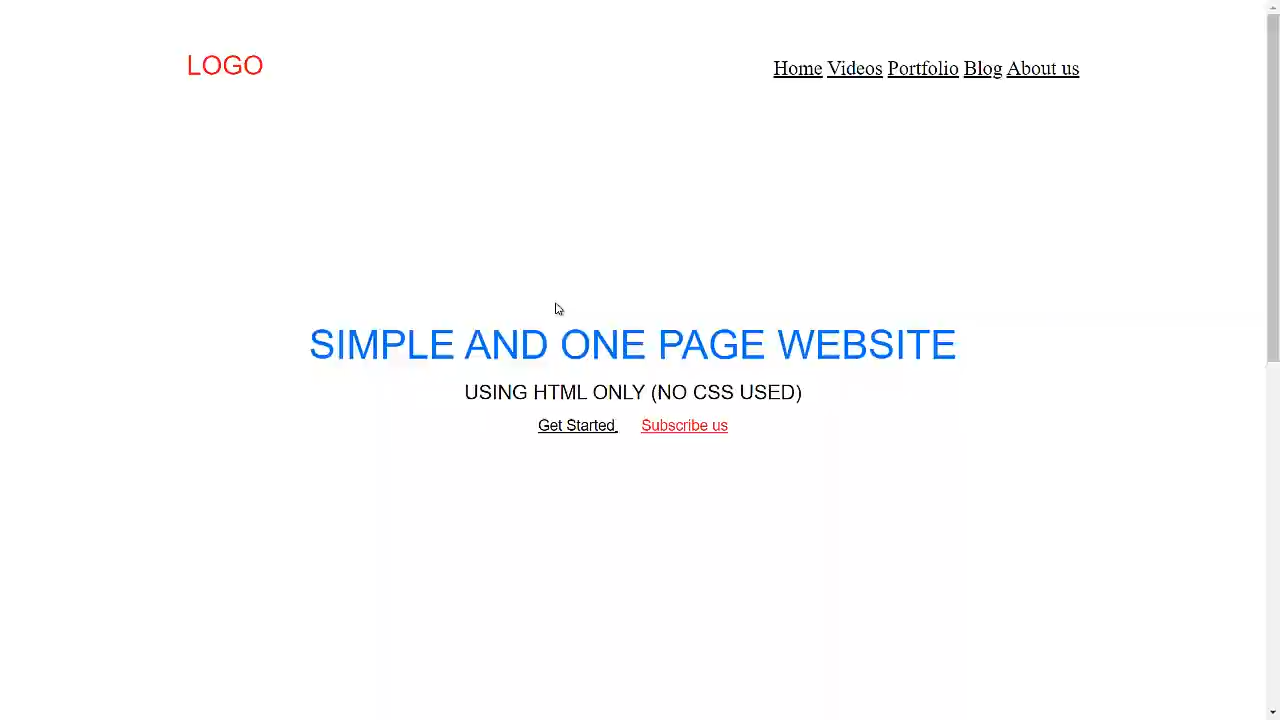 LOGO
Home Videos Portfolio Blog About us
SIMPLE AND ONE PAGE WEBSITE
USING HTML ONLY (NO CSS USED)
Get Started Subscribe us